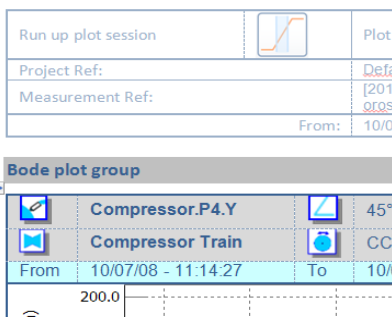 Run up plot session Plot
Project Ref: Defa
Measurement Ref: [201
oros
From: 10/0
Bode plot group
Compressor.P4.Y 45°
Compressor Train CC
From 10/07/08 - 11:14:27 To 10/
200.0